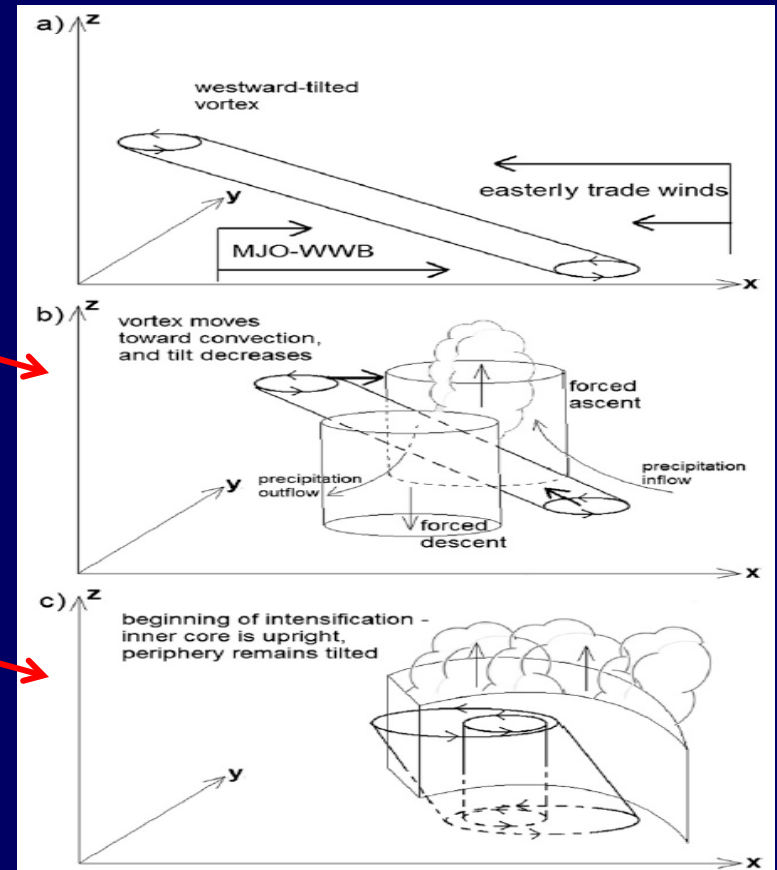 a)
z
westward-tilted
vortex
easterly trade winds
y
MJO-WWB
x
b)
z
vortex moves
toward convection,
and tilt decreases
forced
ascent
precipitation
outflow
precipitation
inflow
y
forced
descent
x
c)
z
beginning of intensification -
inner core is upright,
periphery remains tilted
y
x